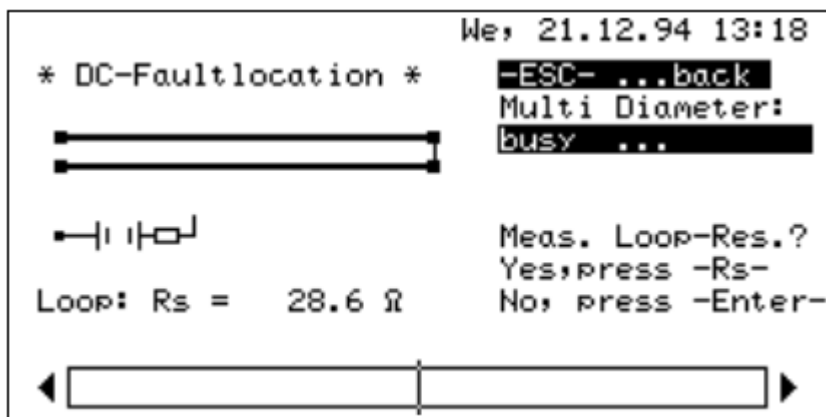 We, 21.12.94 13:18
* DC-Faultlocation *
-ESC- ...back
Multi Diameter:
busy ...
Meas. Loop-Res.?
Yes,press -Rs-
Loop: Rs = 28.6 Ω
No, press -Enter-